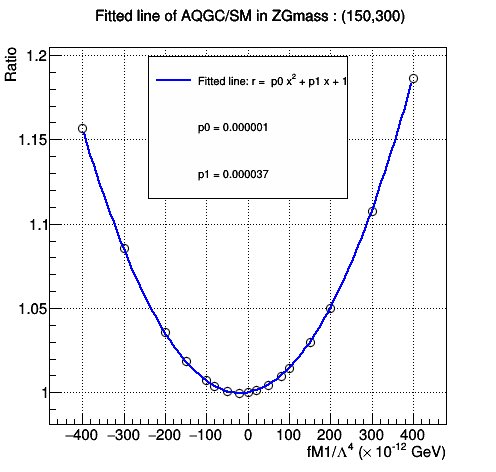 Fitted line of AQGC/SM in ZGmass : (150,300)
Ratio
1.2
1.15
1.1
1.05
1
Fitted line: r = p0 x² + p1 x + 1
p0 = 0.000001
p1 = 0.000037
−400 −300 −200 −100 0 100 200 300 400
fM1/Λ⁴ (× 10⁻¹² GeV)